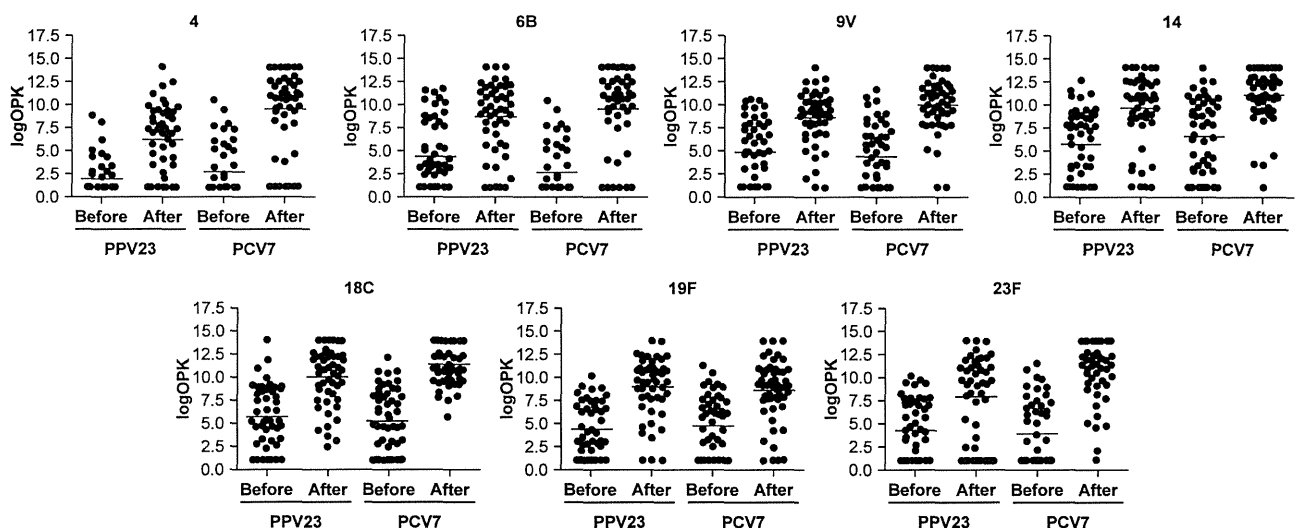 4 6B 9V 14
17.5 17.5 17.5 17.5
15.0 15.0 15.0 15.0
12.5 12.5 12.5 12.5
10.0 10.0 10.0 10.0
7.5 7.5 7.5 7.5
5.0 5.0 5.0 5.0
2.5 2.5 2.5 2.5
0.0 0.0 0.0 0.0
logOPK logOPK logOPK logOPK
Before After Before After Before After Before After Before After Before After Before After Before After
PPV23 PCV7 PPV23 PCV7 PPV23 PCV7 PPV23 PCV7
18C 19F 23F
17.5 17.5 17.5
15.0 15.0 15.0
12.5 12.5 12.5
10.0 10.0 10.0
7.5 7.5 7.5
5.0 5.0 5.0
2.5 2.5 2.5
0.0 0.0 0.0
logOPK logOPK logOPK
Before After Before After Before After Before After Before After Before After
PPV23 PCV7 PPV23 PCV7 PPV23 PCV7